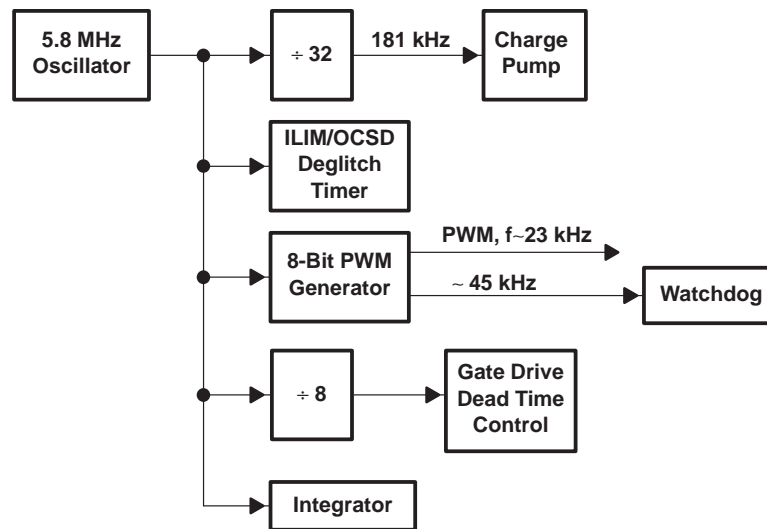 5.8 MHz
Oscillator
÷ 32
181 kHz
Charge
Pump
ILIM/OCSD
Deglitch
Timer
8-Bit PWM
Generator
PWM, f~23 kHz
~ 45 kHz
Watchdog
÷ 8
Gate Drive
Dead Time
Control
Integrator